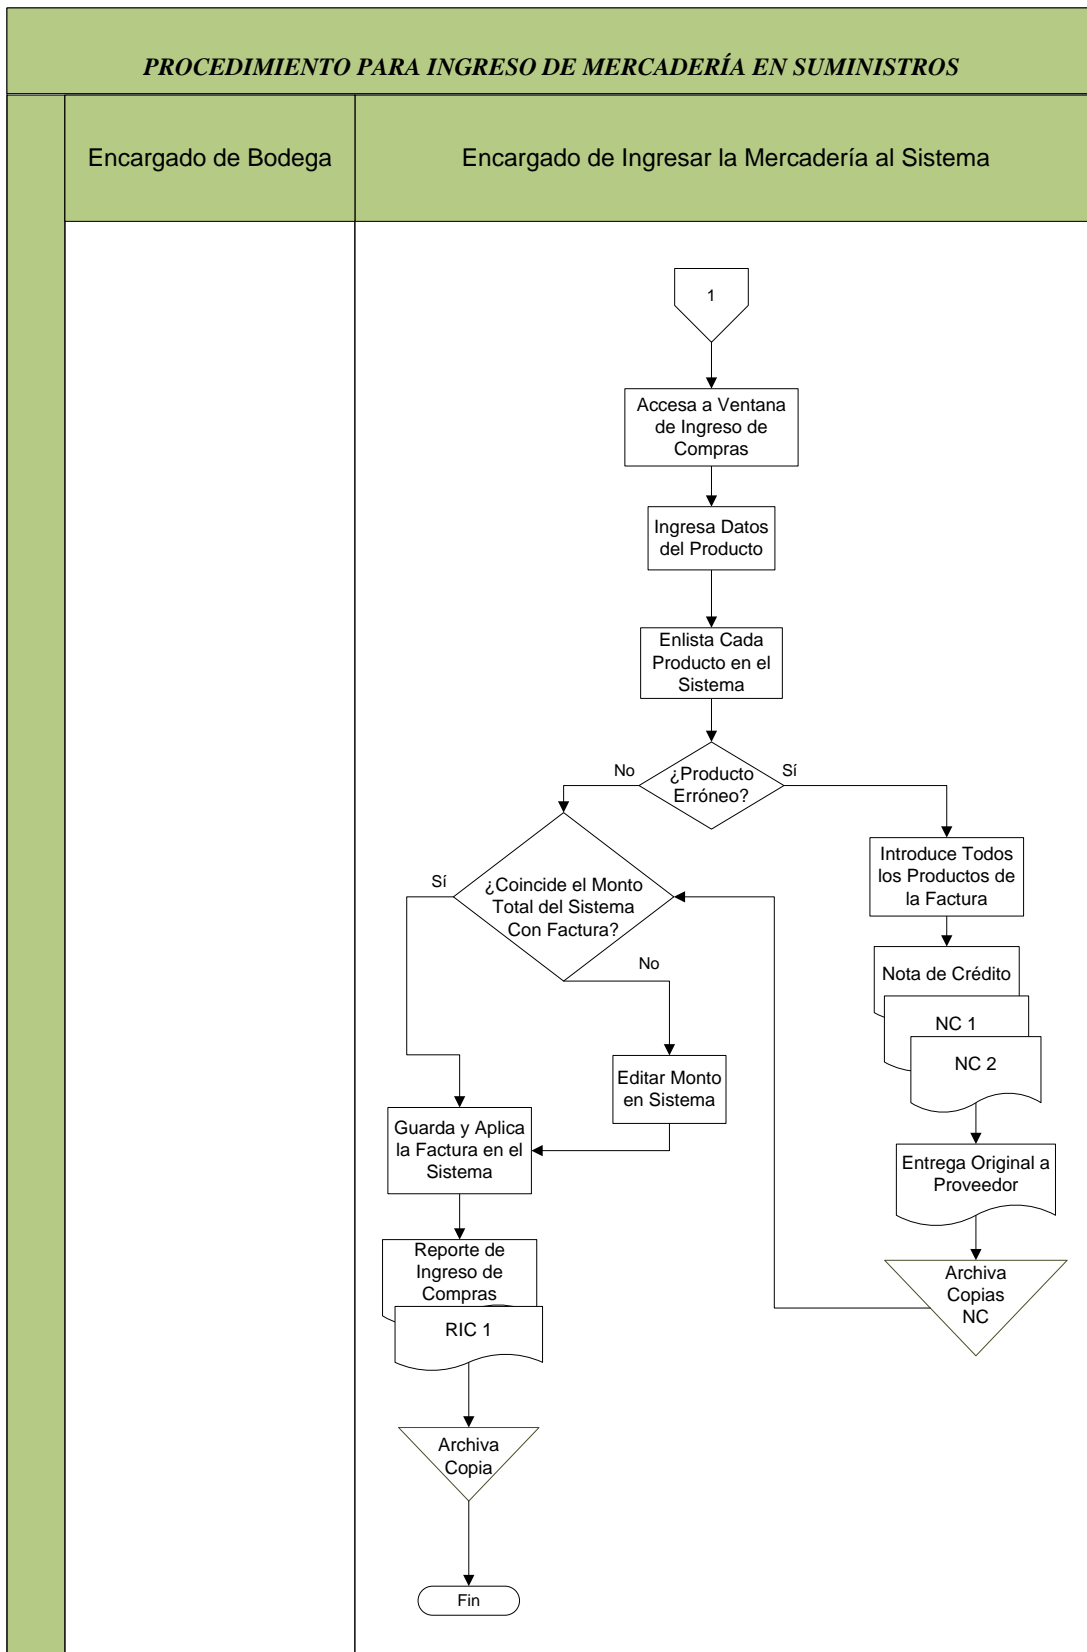 PROCEDIMIENTO PARA INGRESO DE MERCADERÍA EN SUMINISTROS
Encargado de Bodega
Encargado de Ingresar la Mercadería al Sistema
1
Accesa a Ventana
de Ingreso de
Compras
Ingresa Datos
del Producto
Enlista Cada
Producto en el
Sistema
¿Producto
Erróneo?
No
Sí
Introduce Todos
los Productos de
la Factura
¿Coincide el Monto
Total del Sistema
Con Factura?
Sí
No
Nota de Crédito
NC 1
NC 2
Editar Monto
en Sistema
Guarda y Aplica
la Factura en el
Sistema
Entrega Original a
Proveedor
Reporte de
Ingreso de
Compras
RIC 1
Archiva
Copias
NC
Archiva
Copia
Fin